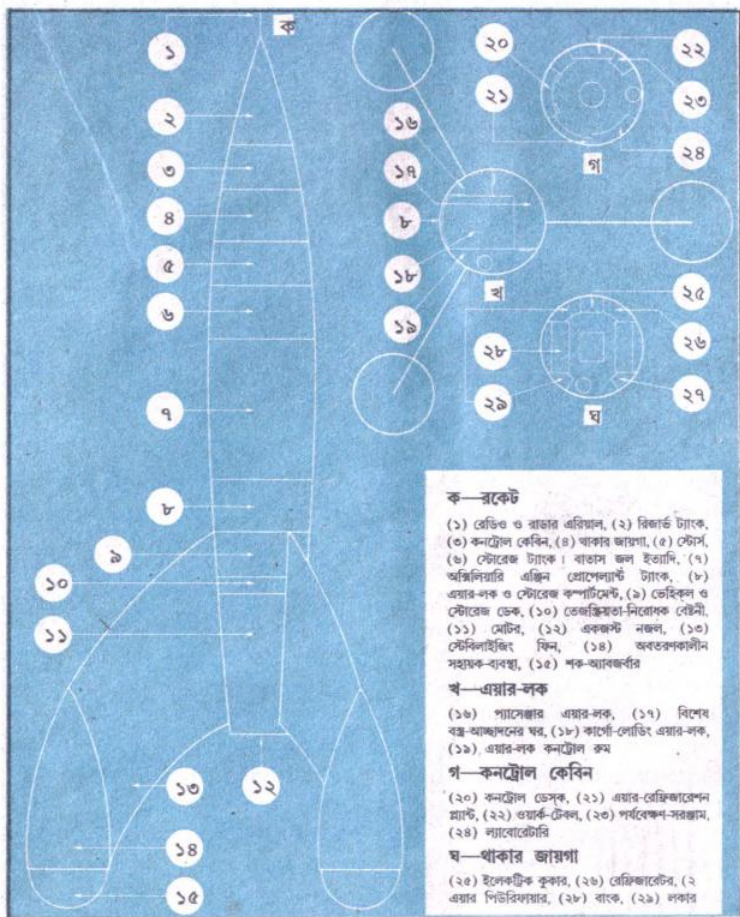 ক
১
২
৩
৪
৫
৬
৭
৮
৯
১০
১১
১২
১৩
১৪
১৫
১৬
১৭
৮
১৮
১৯
খ
২০
২১
২২
২৩
২৪
গ
২৫
২৬
২৭
২৮
২৯
ঘ
ক—রকেট
(১) রেডিও ও রাডার এরিয়াল, (২) রিজার্ভ ট্যাংক,
(৩) কনট্রোল কেবিন, (৪) থাকার জায়গা, (৫) স্টোর্স,
(৬) স্টোরেজ ট্যাংক। বাতাস জল ইত্যাদি, (৭)
অক্সিলিয়ারি এঞ্জিন প্রোপেল্যান্ট ট্যাংক, (৮)
এয়ার-লক ও স্টোরেজ কম্পার্টমেন্ট, (৯) ভেহিকল ও
স্টোরেজ ডেক, (১০) তেজস্ক্রিয়তা-নিরোধক বেষ্টনী,
(১১) মোটর, (১২) একজস্ট নজল, (১৩)
স্টেবিলাইজিং ফিন, (১৪) অবতরণকালীন
সহায়ক-ব্যবস্থা, (১৫) শক-অ্যাবজর্বার
খ—এয়ার-লক
(১৬) প্যাসেঞ্জার এয়ার-লক, (১৭) বিশেষ
বস্ত্র-আচ্ছাদনের ঘর, (১৮) কার্গো-লোডিং এয়ার-লক,
(১৯) এয়ার-লক কনট্রোল রুম
গ—কনট্রোল কেবিন
(২০) কনট্রোল ডেস্ক, (২১) এয়ার-রেফ্রিজারেশন
প্ল্যান্ট, (২২) ওয়ার্ক-টেবল, (২৩) পর্যবেক্ষণ-সরঞ্জাম,
(২৪) ল্যাবোরেটারি
ঘ—থাকার জায়গা
(২৫) ইলেকট্রিক কুকার, (২৬) রেফ্রিজারেটর, (২
এয়ার পিউরিফায়ার, (২৮) বাংক, (২৯) লকার